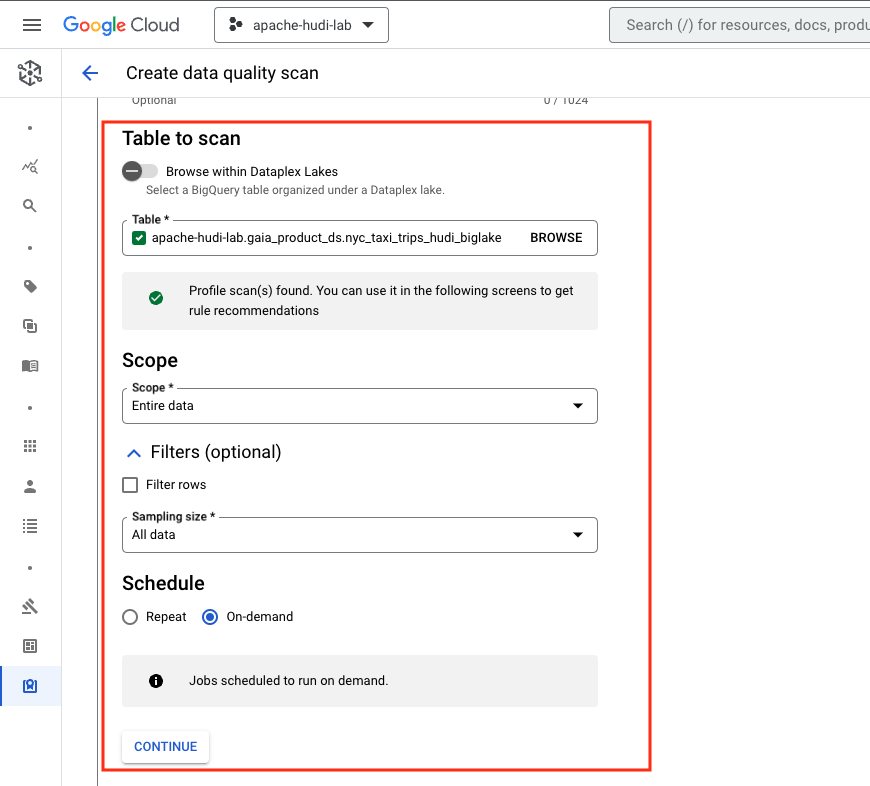 Google Cloud
apache-hudi-lab
Search (/) for resources, docs, produ
Create data quality scan
Optional 0 / 1024
Table to scan
Browse within Dataplex Lakes
Select a BigQuery table organized under a Dataplex lake.
Table *
apache-hudi-lab.gaia_product_ds.nyc_taxi_trips_hudi_biglake BROWSE
Profile scan(s) found. You can use it in the following screens to get
rule recommendations
Scope
Scope *
Entire data
Filters (optional)
Filter rows
Sampling size *
All data
Schedule
Repeat On-demand
Jobs scheduled to run on demand.
CONTINUE